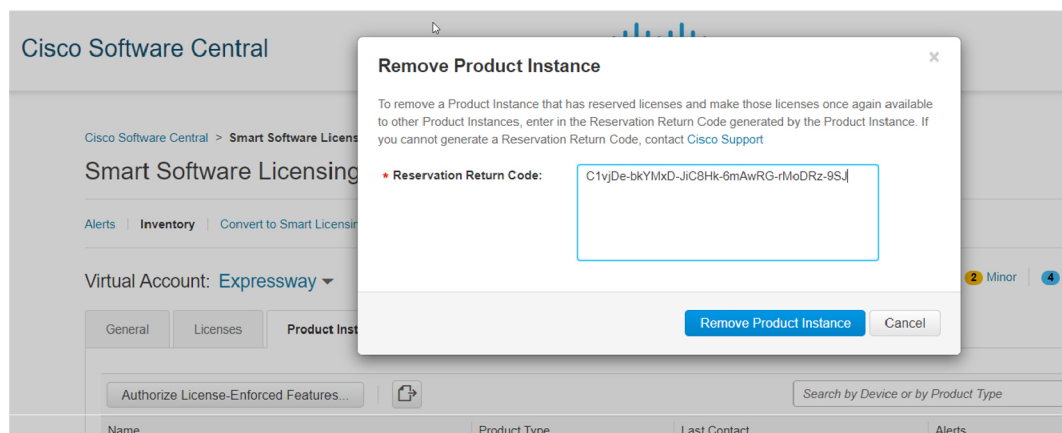 Cisco Software Central
Remove Product Instance
×
To remove a Product Instance that has reserved licenses and make those licenses once again available
to other Product Instances, enter in the Reservation Return Code generated by the Product Instance. If
you cannot generate a Reservation Return Code, contact Cisco Support
* Reservation Return Code:
C1vjDe-bkYMxD-JiC8Hk-6mAwRG-rMoDRz-9SJ
Remove Product Instance
Cancel
Cisco Software Central > Smart Software Licens
Smart Software Licensing
Alerts
Inventory
Convert to Smart Licensin
Virtual Account: Expressway
2 Minor
4
General
Licenses
Product Inst
Authorize License-Enforced Features...
Search by Device or by Product Type
Name
Product Type
Last Contact
Alerts